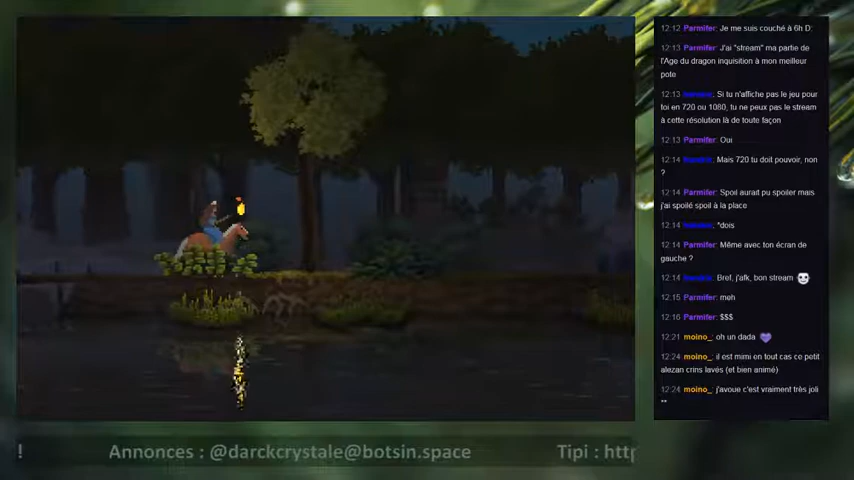 12:12 Parmifer: Je me suis couché à 6h D:
12:13 Parmifer: J'ai "stream" ma partie de
l'Age du dragon inquisition à mon meilleur
pote
12:13 : Si tu n'affiche pas le jeu pour
toi en 720 ou 1080, tu ne peux pas le stream
à cette résolution là de toute façon
12:13 Parmifer: Oui
12:14 : Mais 720 tu doit pouvoir, non
?
12:14 Parmifer: Spoil aurait pu spoiler mais
j'ai spoilé spoil à la place
12:14 : *dois
12:14 Parmifer: Même avec ton écran de
gauche ?
12:14 : Bref, j'afk, bon stream
12:15 Parmifer: meh
12:16 Parmifer: $$$
12:21 moino_: oh un dada
12:24 moino_: il est mimi en tout cas ce petit
alezan crins lavés (et bien animé)
12:24 moino_: j'avoue c'est vraiment très joli
^^
! Annonces : @darckcrystale@botsin.space Tipi : http